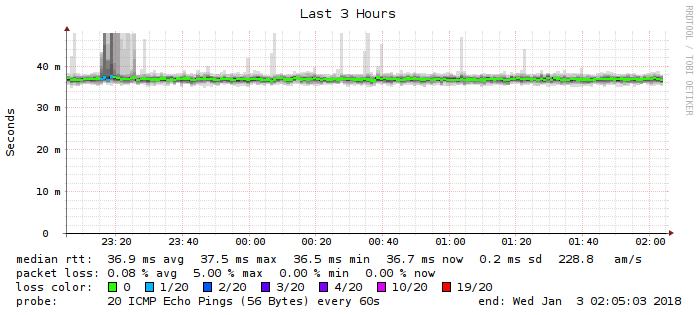 Last 3 Hours
RRDTOOL / TOBI OETIKER
Seconds
40 m
30 m
20 m
10 m
0
23:20 23:40 00:00 00:20 00:40 01:00 01:20 01:40 02:00
median rtt: 36.9 ms avg 37.5 ms max 36.5 ms min 36.7 ms now 0.2 ms sd 228.8 am/s
packet loss: 0.08 % avg 5.00 % max 0.00 % min 0.00 % now
loss color: 0 1/20 2/20 3/20 4/20 10/20 19/20
probe: 20 ICMP Echo Pings (56 Bytes) every 60s end: Wed Jan 3 02:05:03 2018